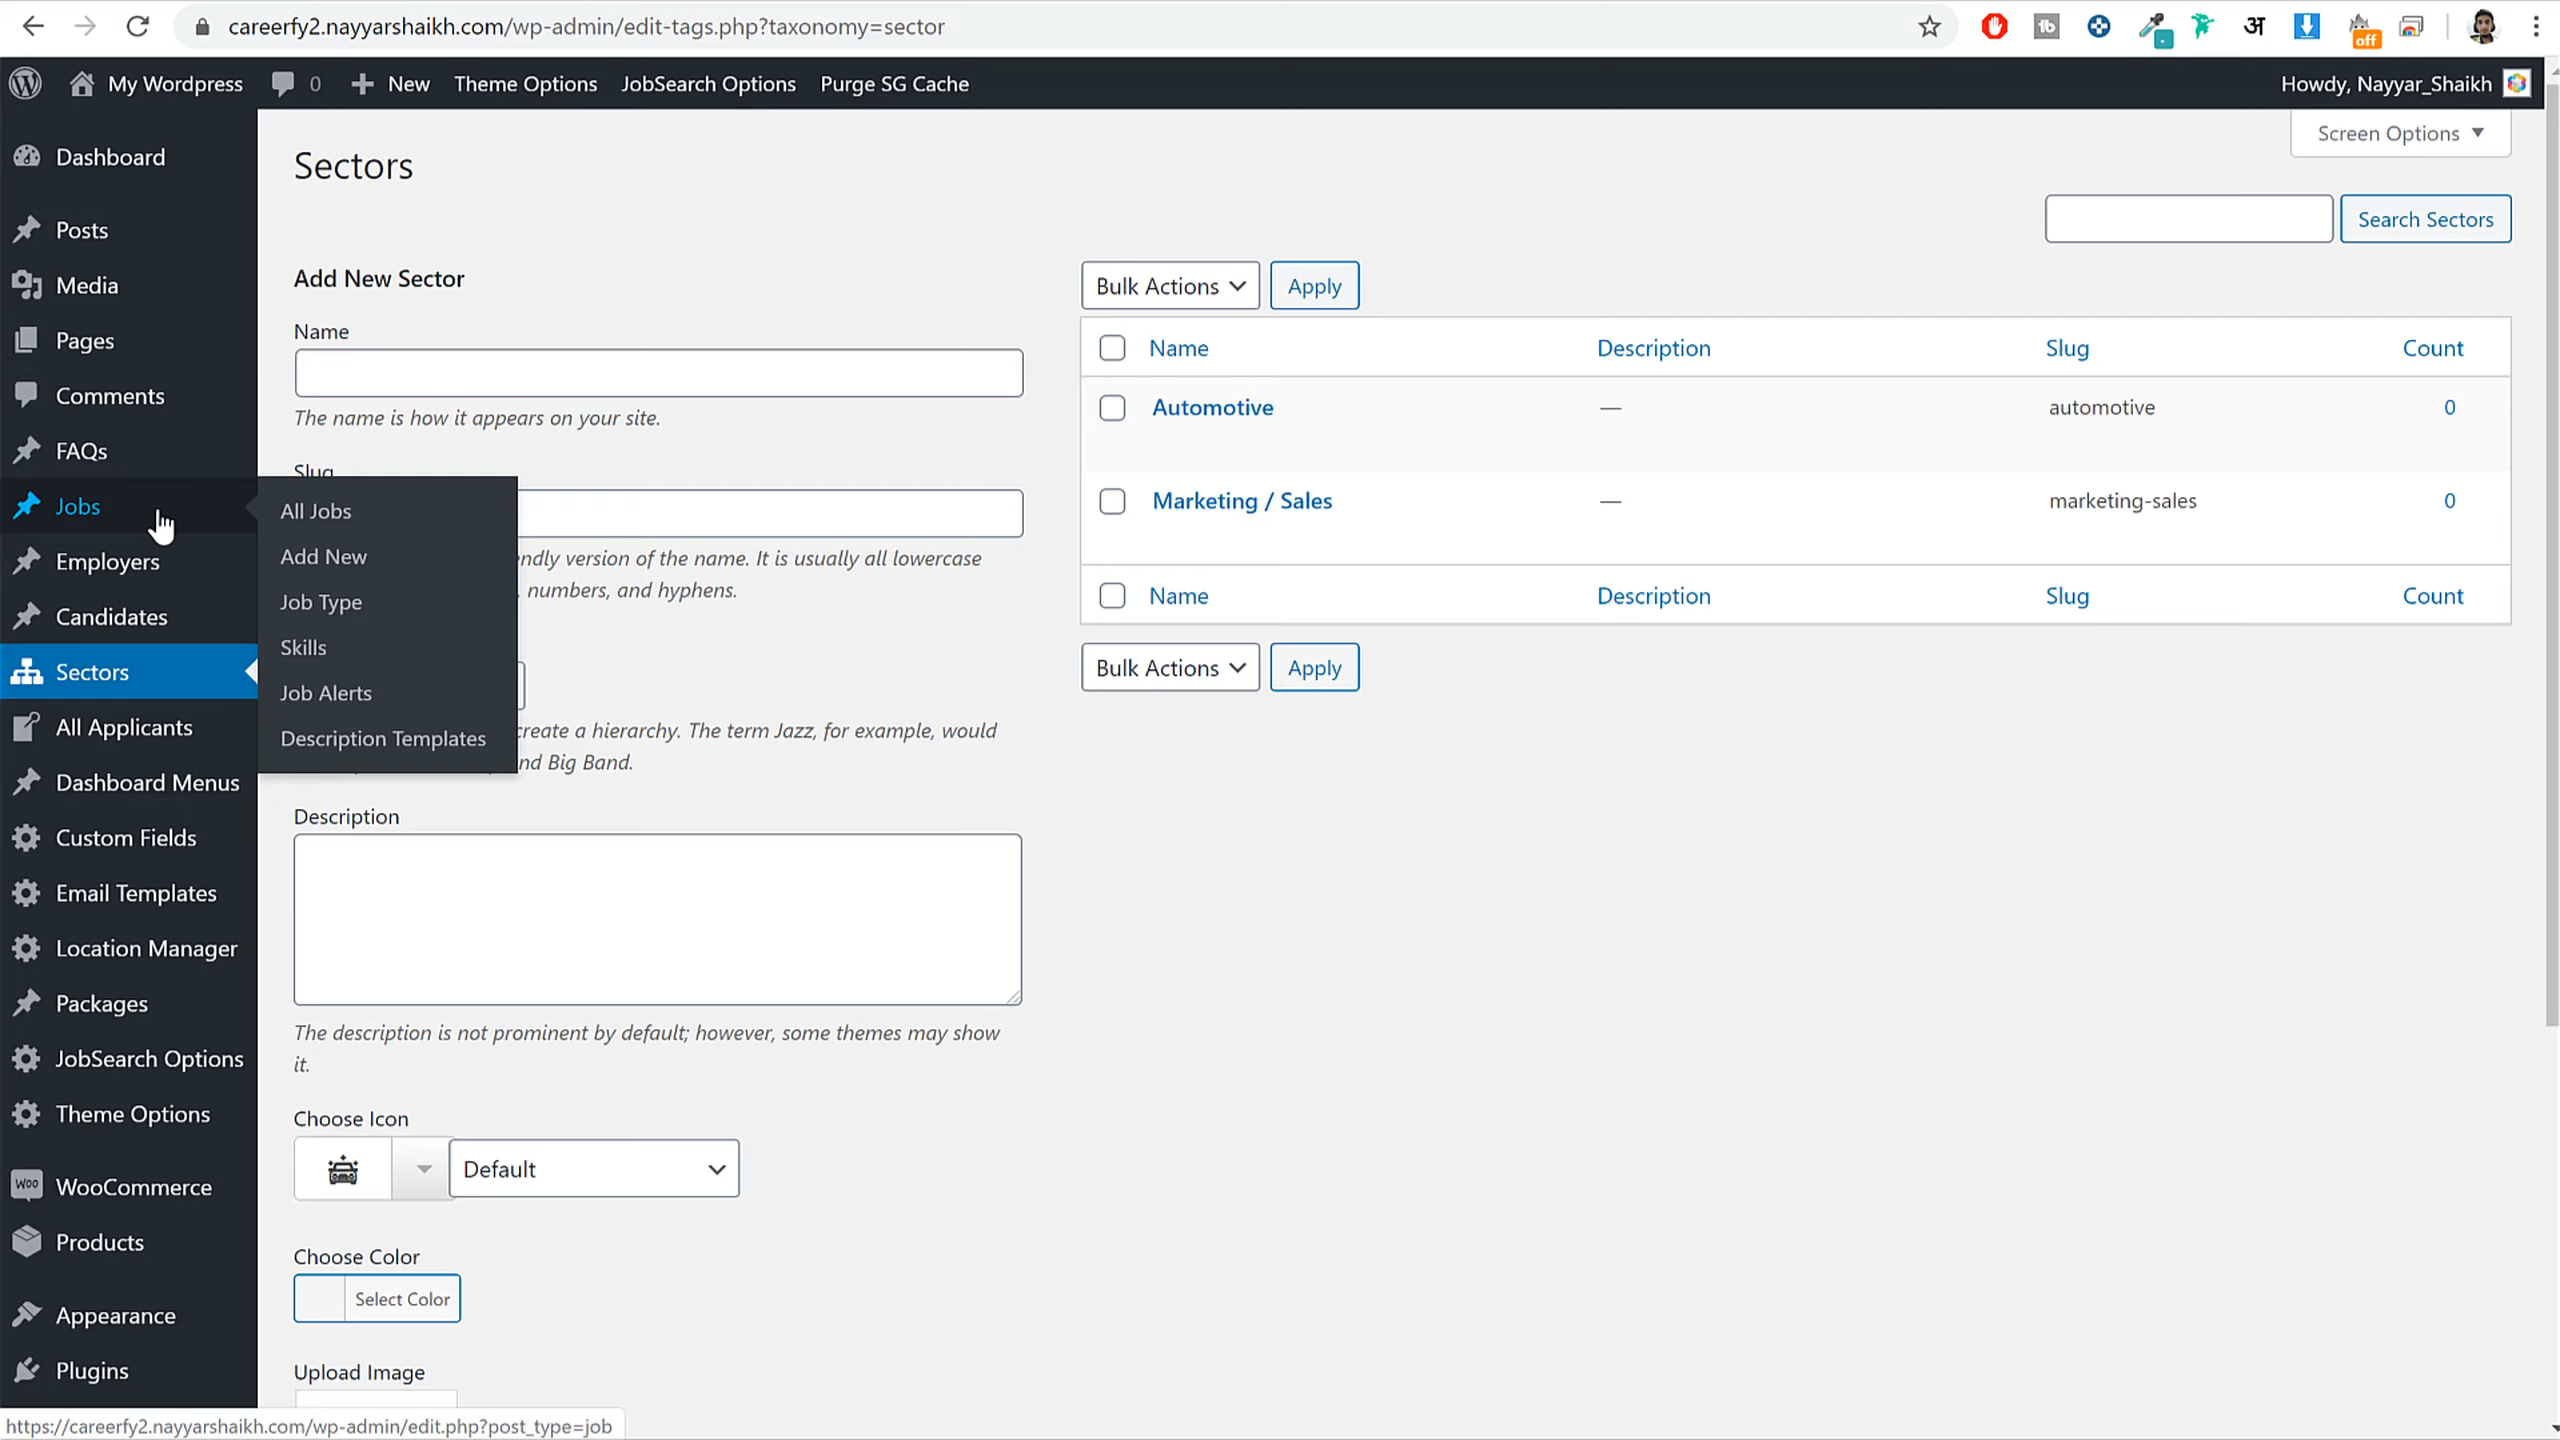 careerfy2.nayyarshaikh.com/wp-admin/edit-tags.php?taxonomy=sector
अ
off
My Wordpress
0
New
Theme Options
JobSearch Options
Purge SG Cache
Howdy, Nayyar_Shaikh
Dashboard
Posts
Media
Pages
Comments
FAQs
Jobs
Employers
Candidates
Sectors
All Applicants
Dashboard Menus
Custom Fields
Email Templates
Location Manager
Packages
JobSearch Options
Theme Options
WooCommerce
Products
Appearance
Plugins
All Jobs
Add New
Job Type
Skills
Job Alerts
Description Templates
Screen Options
Sectors
Search Sectors
Add New Sector
Name
The name is how it appears on your site.
Slug
ndly version of the name. It is usually all lowercase
, numbers, and hyphens.
create a hierarchy. The term Jazz, for example, would
nd Big Band.
Description
The description is not prominent by default; however, some themes may show
it.
Choose Icon
Default
Choose Color
Select Color
Upload Image
Bulk Actions
Apply
Name Description Slug Count
Automotive — automotive 0
Marketing / Sales — marketing-sales 0
Name Description Slug Count
Bulk Actions
Apply
https://careerfy2.nayyarshaikh.com/wp-admin/edit.php?post_type=job